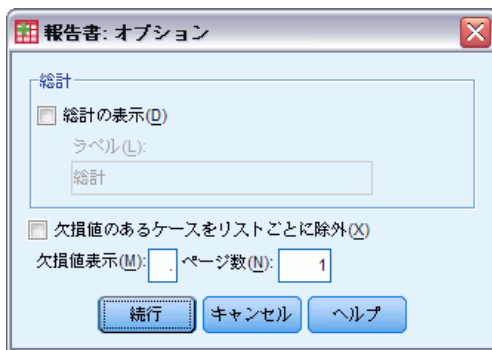 報告書: オプション
総計
総計の表示(D)
ラベル(L):
総計
欠損値のあるケースをリストごとに除外(X)
欠損値表示(M): . ページ数(N): 1
続行 キャンセル ヘルプ